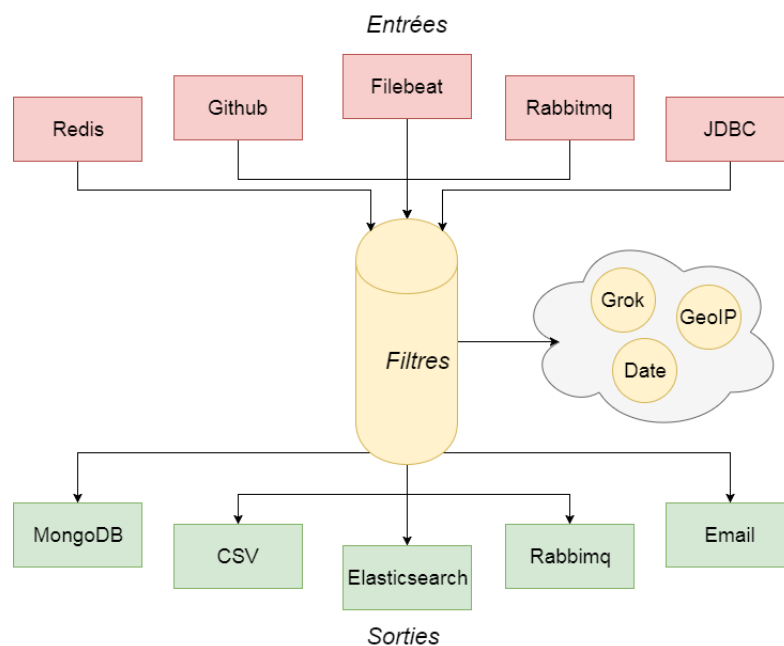 Entrées
Redis
Github
Filebeat
Rabbitmq
JDBC
Filtres
Grok
GeoIP
Date
MongoDB
CSV
Elasticsearch
Rabbimq
Email
Sorties